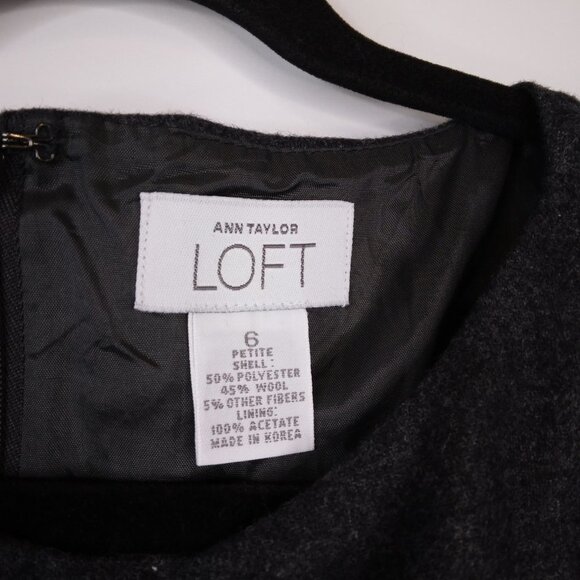 ANN TAYLOR
LOFT
6
PETITE
SHELL:
50% POLYESTER
45% WOOL
5% OTHER FIBERS
LINING:
100% ACETATE
MADE IN KOREA